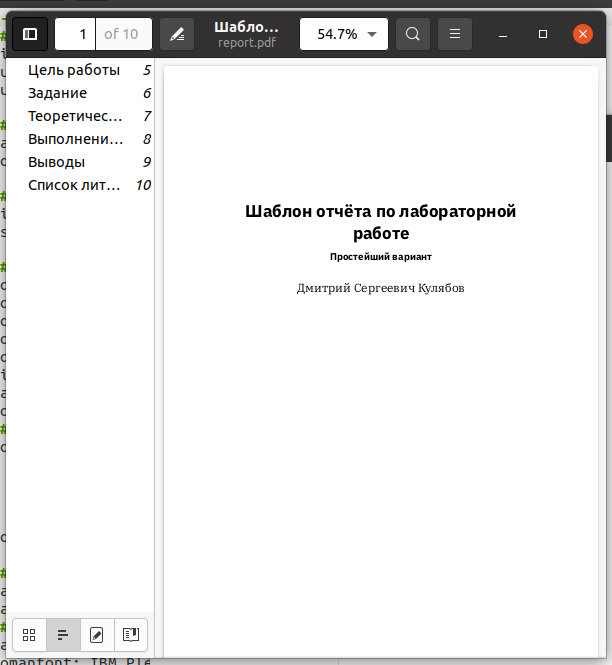 1 of 10
Шабло...
report.pdf
54.7%
Цель работы 5
Задание 6
Теоретичес... 7
Выполнени... 8
Выводы 9
Список лит... 10
Шаблон отчёта по лабораторной
работе
Простейший вариант
Дмитрий Сергеевич Кулябов